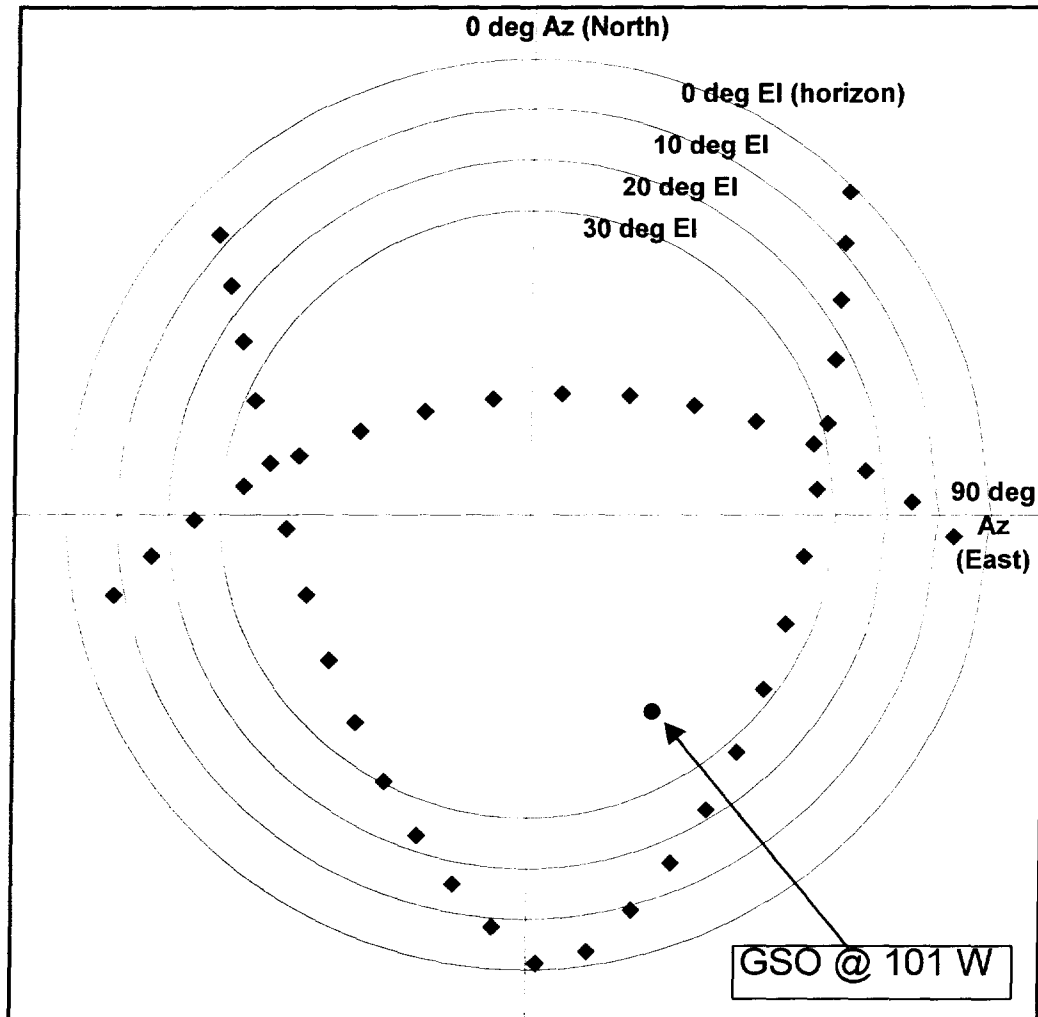 0 deg Az (North)
0 deg El (horizon)
10 deg El
20 deg El
30 deg El
90 deg
Az
(East)
GSO @ 101 W